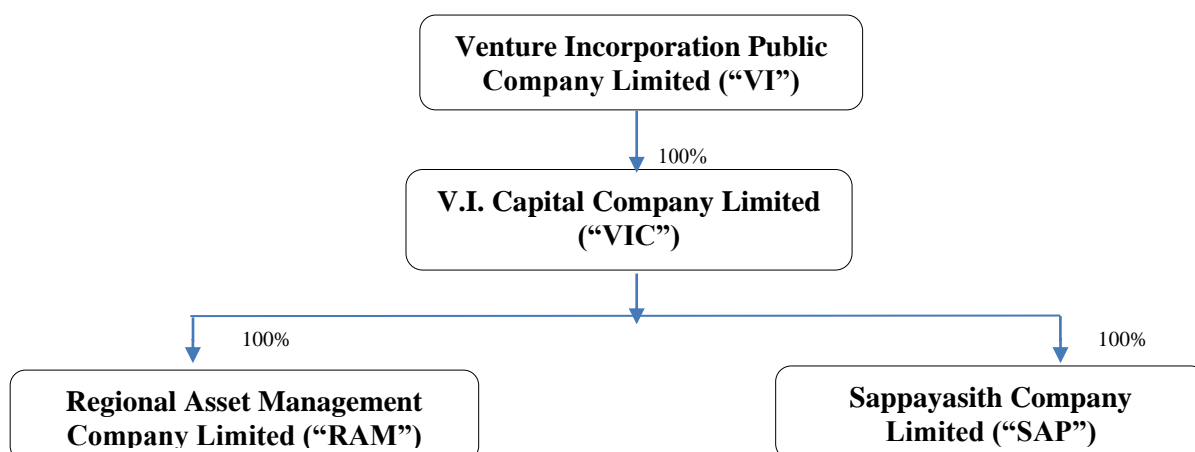 Venture Incorporation Public
Company Limited (“VI”)
100%
V.I. Capital Company Limited
(“VIC”)
100%
100%
Regional Asset Management
Company Limited (“RAM”)
Sappayasith Company
Limited (“SAP”)